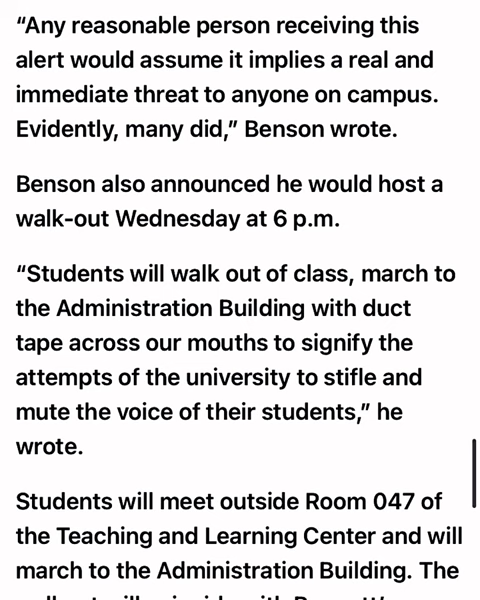 “Any reasonable person receiving this
alert would assume it implies a real and
immediate threat to anyone on campus.
Evidently, many did,” Benson wrote.
Benson also announced he would host a
walk-out Wednesday at 6 p.m.
“Students will walk out of class, march to
the Administration Building with duct
tape across our mouths to signify the
attempts of the university to stifle and
mute the voice of their students,” he
wrote.
Students will meet outside Room 047 of
the Teaching and Learning Center and will
march to the Administration Building. The